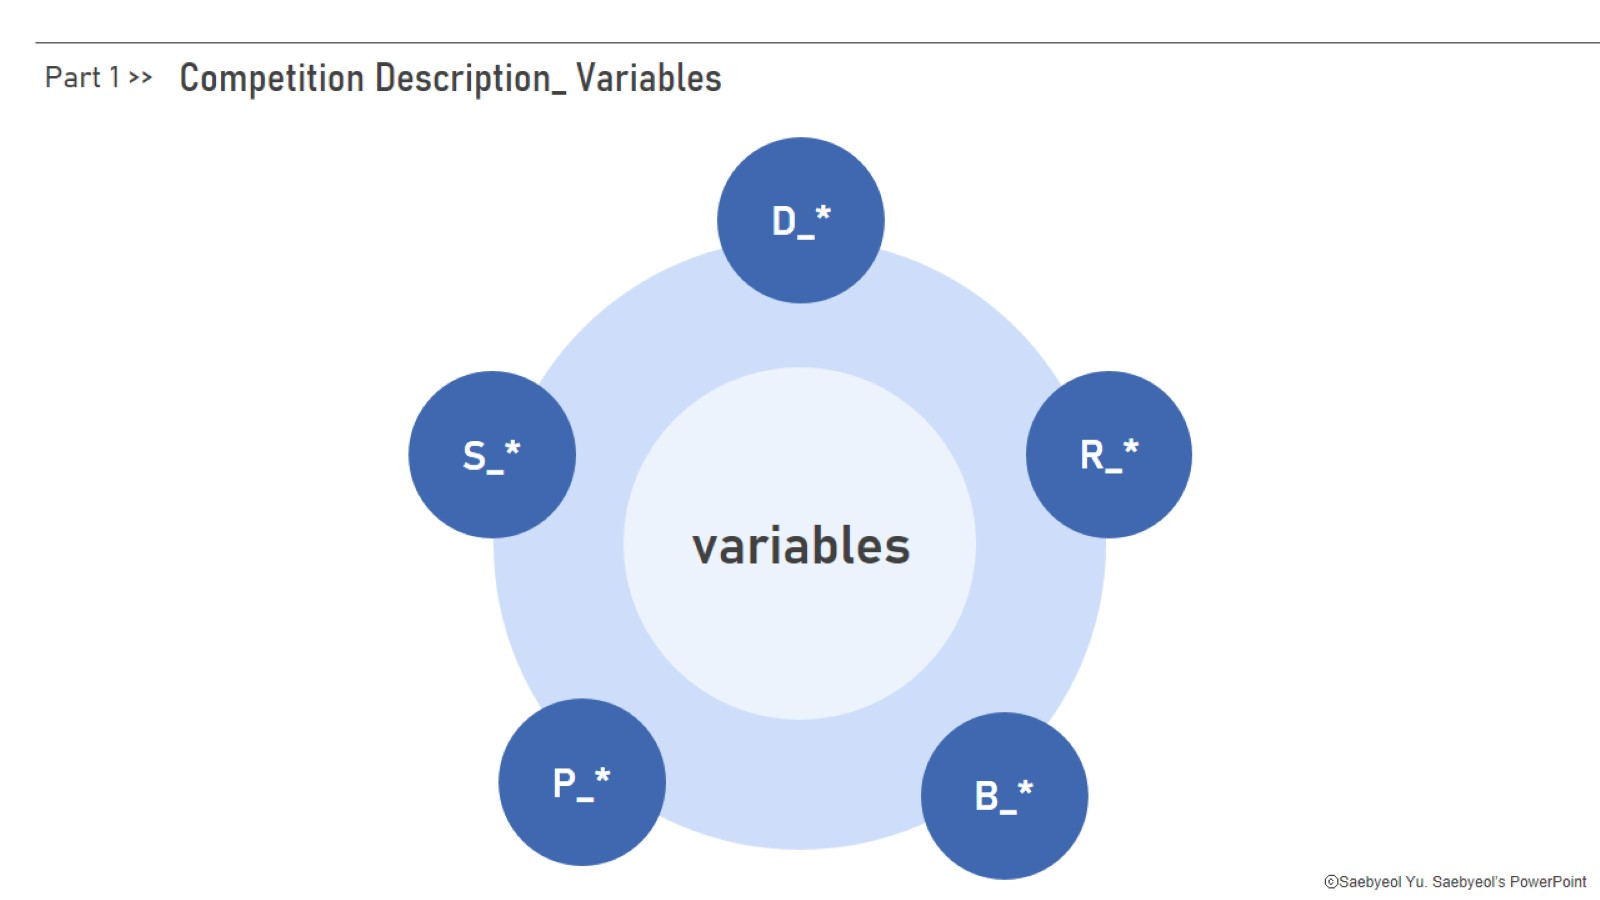 Part 1 >> Competition Description_ Variables
D_*
S_*
R_*
variables
P_*
B_*
©Saebyeol Yu. Saebyeol's PowerPoint